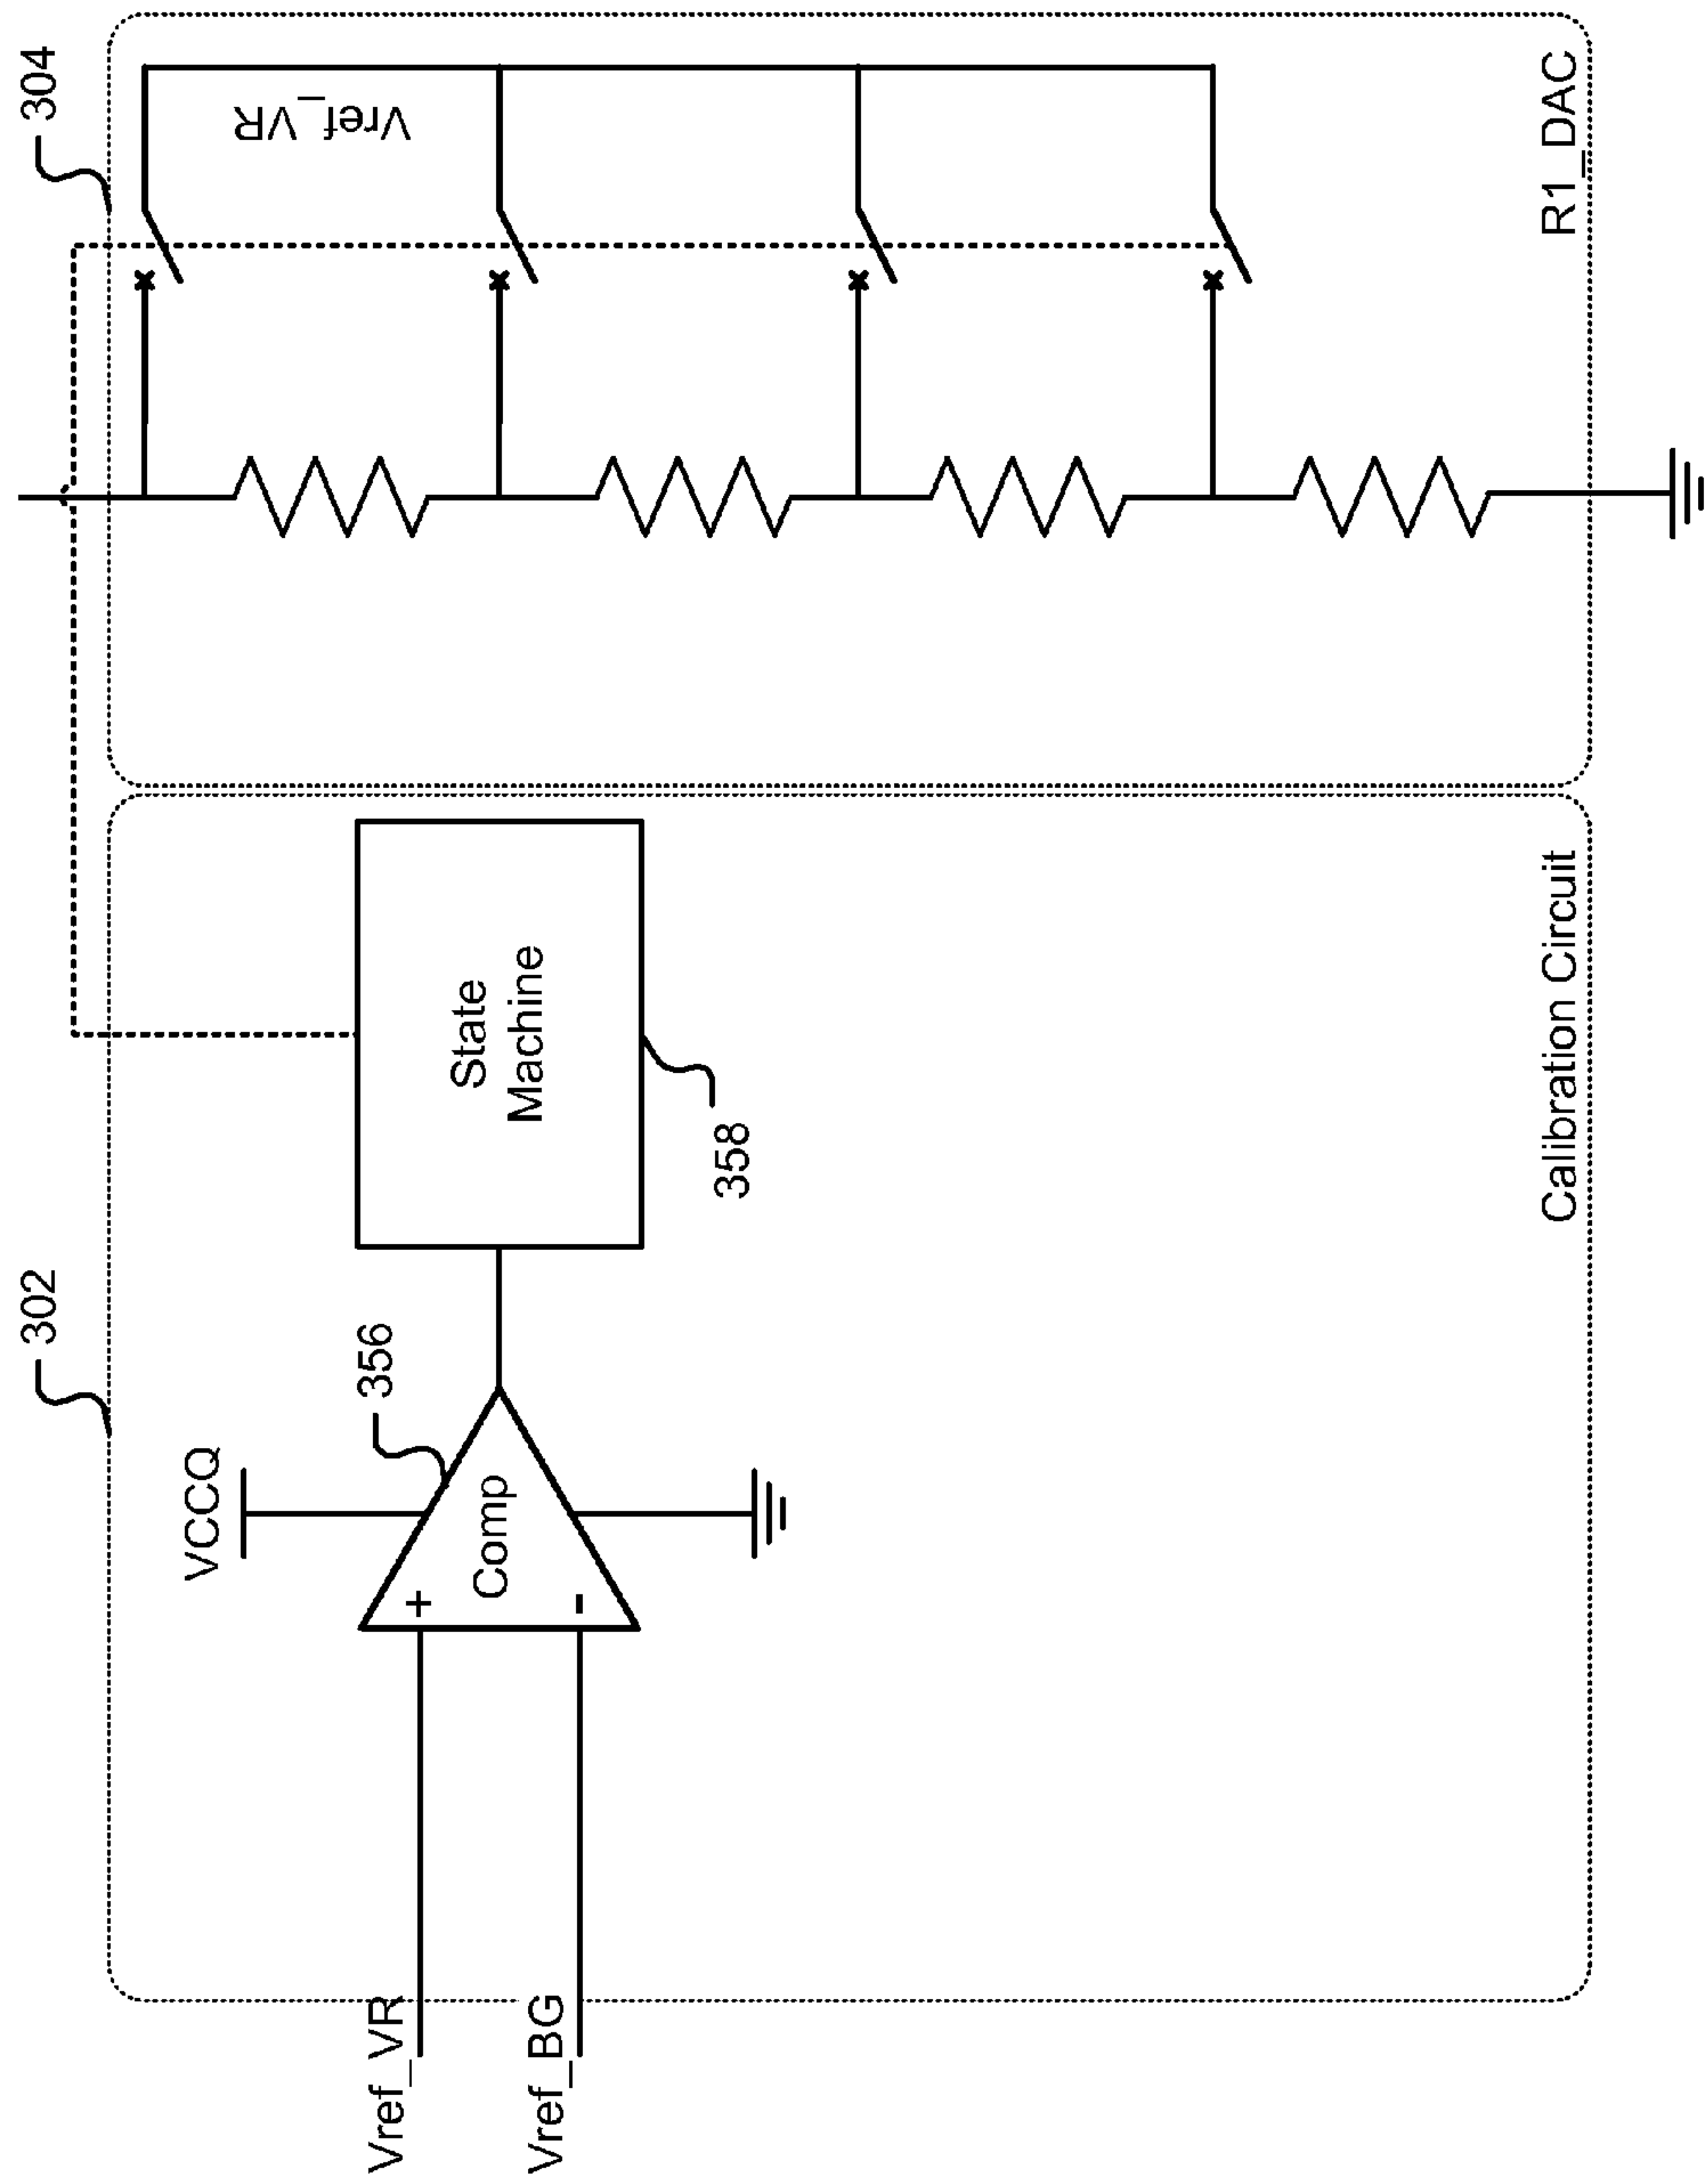 302
304
VCCQ
356
Vref_VR
Vref_BG
+
-
Comp
State
Machine
358
Vref_VR
Calibration Circuit
R1_DAC